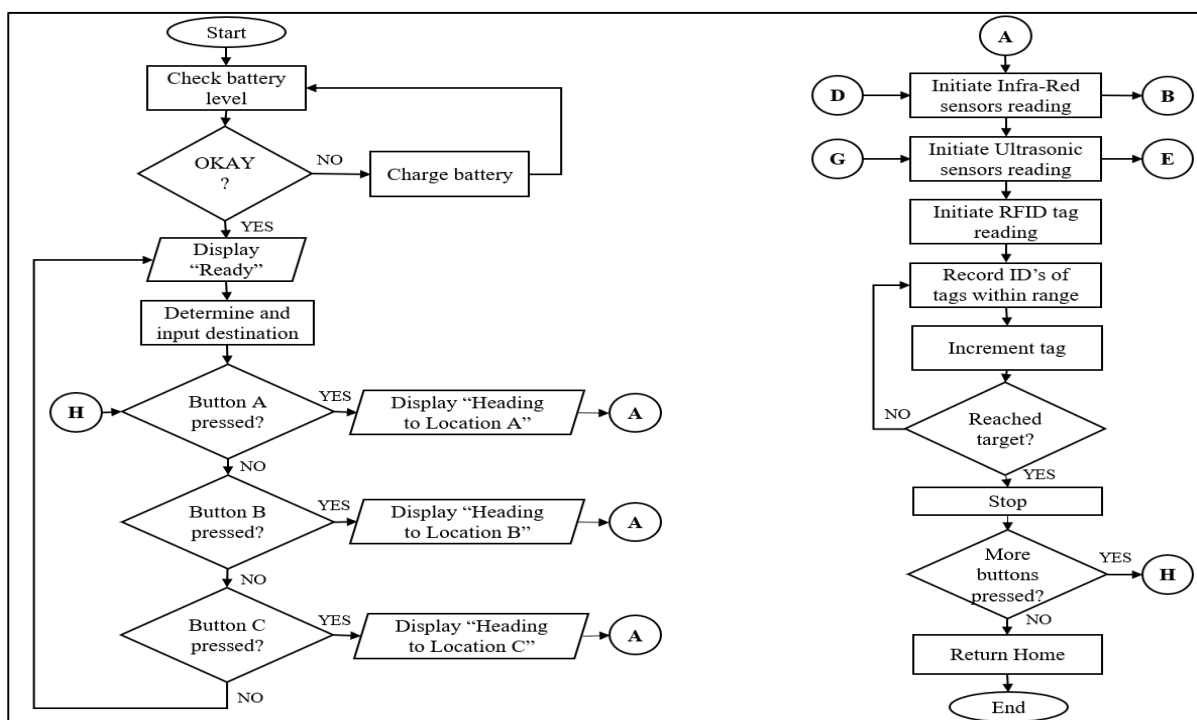 Start
Check battery
level
OKAY
?
NO
Charge battery
YES
Display
“Ready”
Determine and
input destination
H
Button A
pressed?
YES
Display “Heading
to Location A”
A
NO
Button B
pressed?
YES
Display “Heading
to Location B”
A
NO
Button C
pressed?
YES
Display “Heading
to Location C”
A
NO
A
D
Initiate Infra-Red
sensors reading
B
G
Initiate Ultrasonic
sensors reading
E
Initiate RFID tag
reading
Record ID’s of
tags within range
Increment tag
NO
Reached
target?
YES
Stop
More
buttons
pressed?
YES
H
NO
Return Home
End